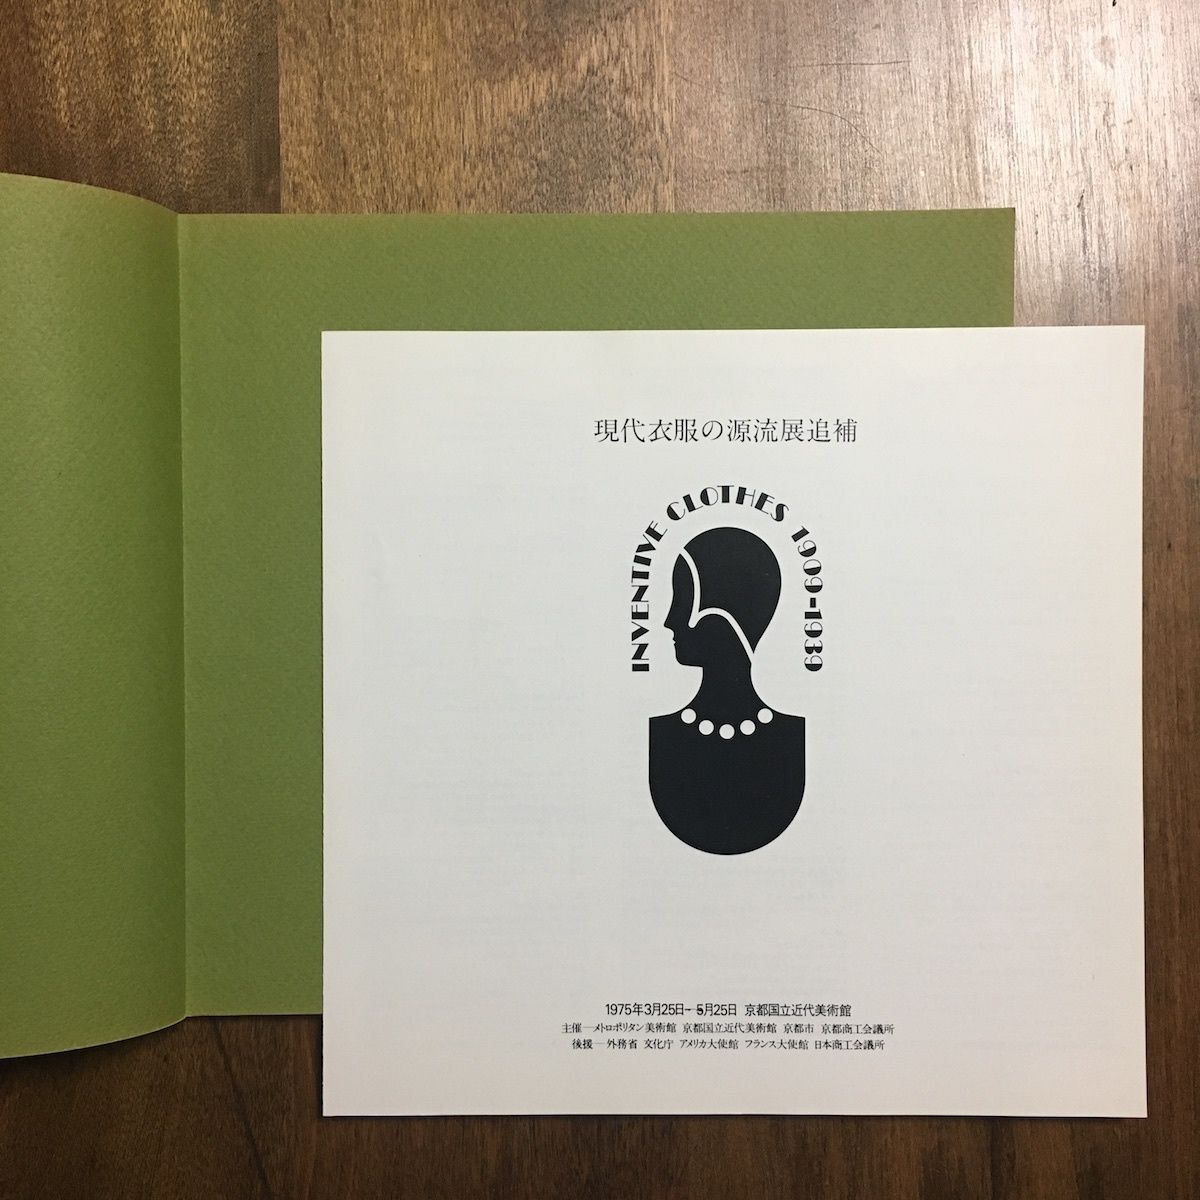 現代衣服の源流展追補
INVENTIVE CLOTHES 1909-1939
1975年3月25日-5月25日 京都国立近代美術館
主催―メトロポリタン美術館 京都国立近代美術館 京都市 京都商工会議所
後援―外務省 文化庁 アメリカ大使館 フランス大使館 日本商工会議所